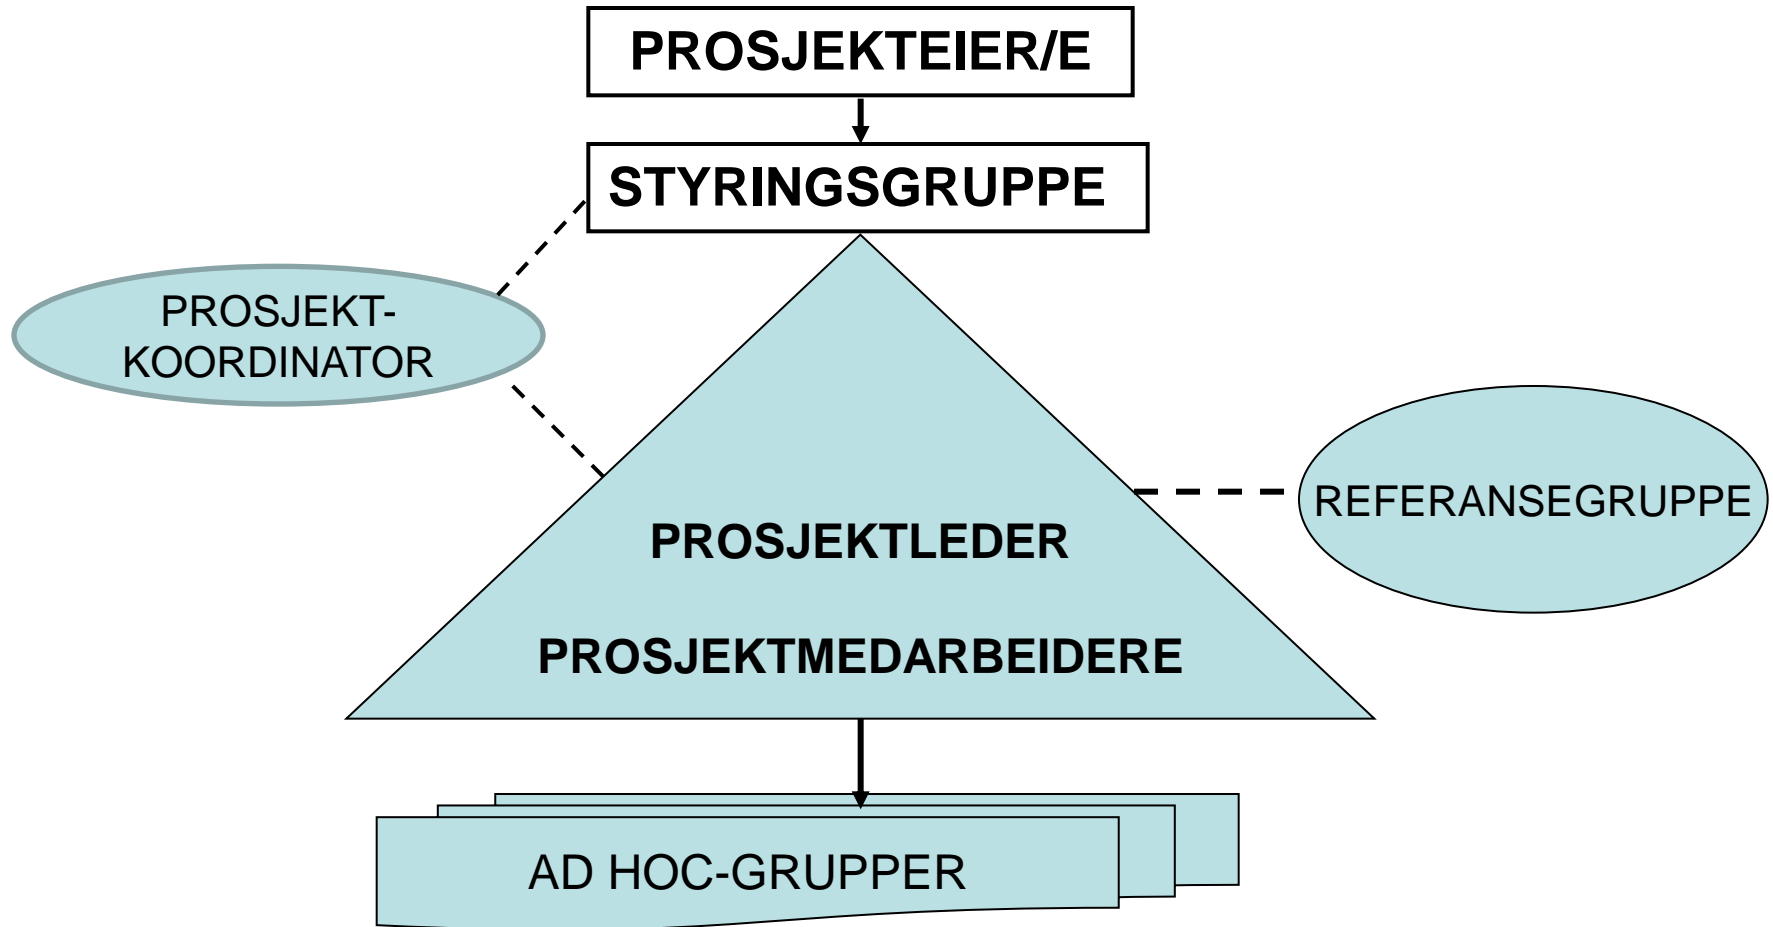 PROSJEKTEIER/E
STYRINGSGRUPPE
PROSJEKT-
KOORDINATOR
REFERANSEGRUPPE
PROSJEKTLEDER
PROSJEKTMEDARBEIDERE
AD HOC-GRUPPER